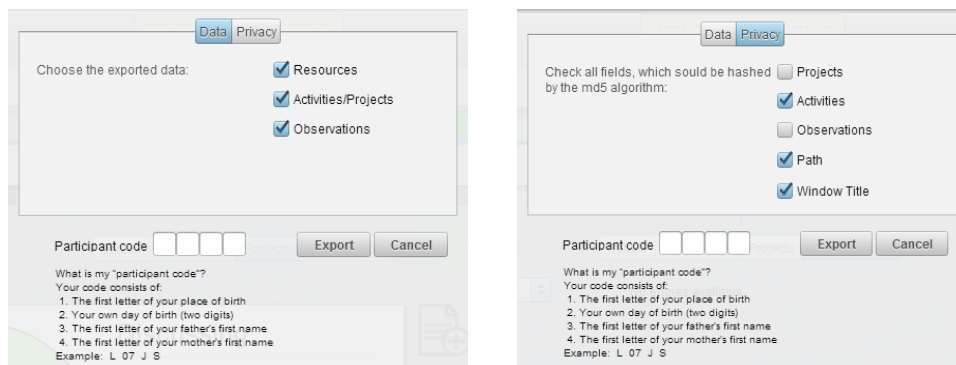 Data Privacy
Choose the exported data:
Resources
Activities/Projects
Observations
Participant code
Projects
Export Cancel
What is my "participant code"?
Your code consists of:
1. The first letter of your place of birth
2. Your own day of birth (two digits)
3. The first letter of your father's first name
4. The first letter of your mother's first name
Example: L 07 J S
Data Privacy
Check all fields, which sould be hashed
by the md5 algorithm:
Projects
Activities
Observations
Path
Window Title
Participant code
Projects
Export Cancel
What is my "participant code"?
Your code consists of:
1. The first letter of your place of birth
2. Your own day of birth (two digits)
3. The first letter of your father's first name
4. The first letter of your mother's first name
Example: L 07 J S